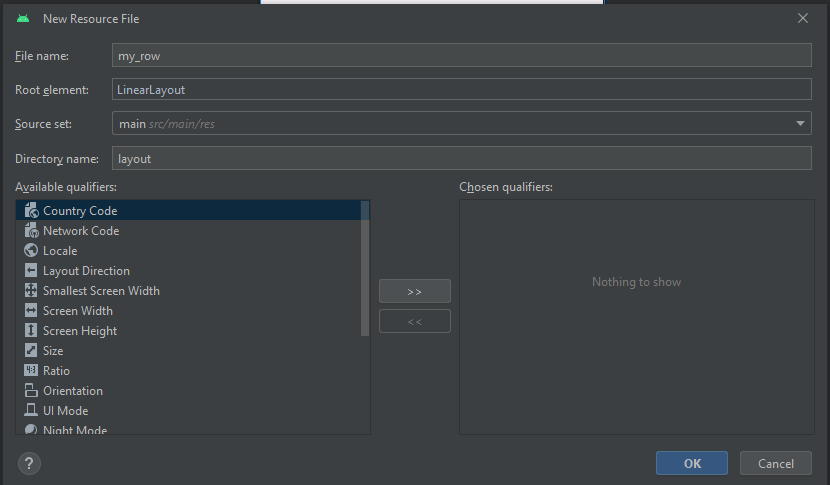 New Resource File
File name: my_row
Root element: LinearLayout
Source set: main src/main/res
Directory name: layout
Available qualifiers:
Chosen qualifiers:
Country Code
Network Code
Locale
Layout Direction
Smallest Screen Width
Screen Width
Screen Height
Size
Ratio
Orientation
UI Mode
Night Mode
>>
<<
Nothing to show
?
OK
Cancel